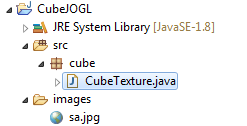 CubeJOGL
JRE System Library [JavaSE-1.8]
src
cube
CubeTexture.java
images
sa.jpg